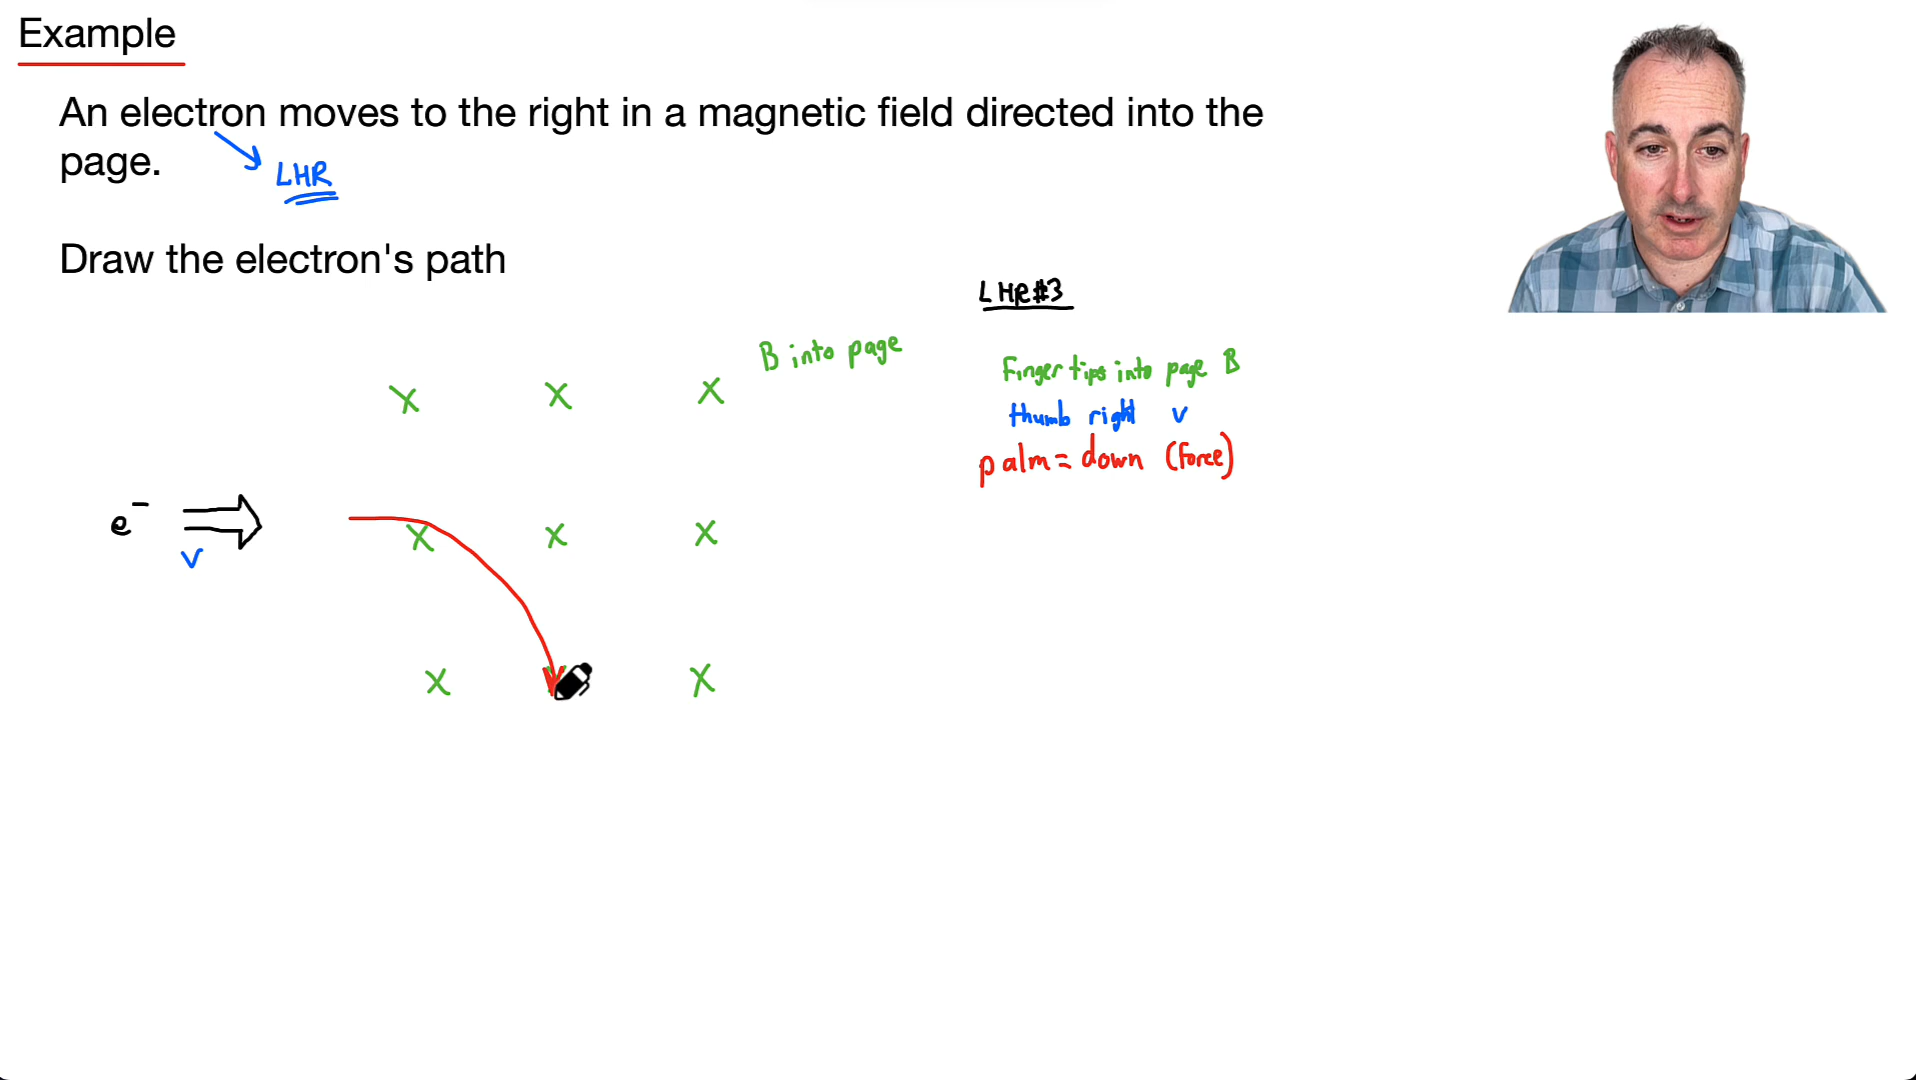 Example
An electron moves to the right in a magnetic field directed into the
page.
LHR
Draw the electron's path
LHR#3
B into page
Finger tips into page B
thumb right v
palm = down (force)
x x x
e⁻
v
x x x
x x